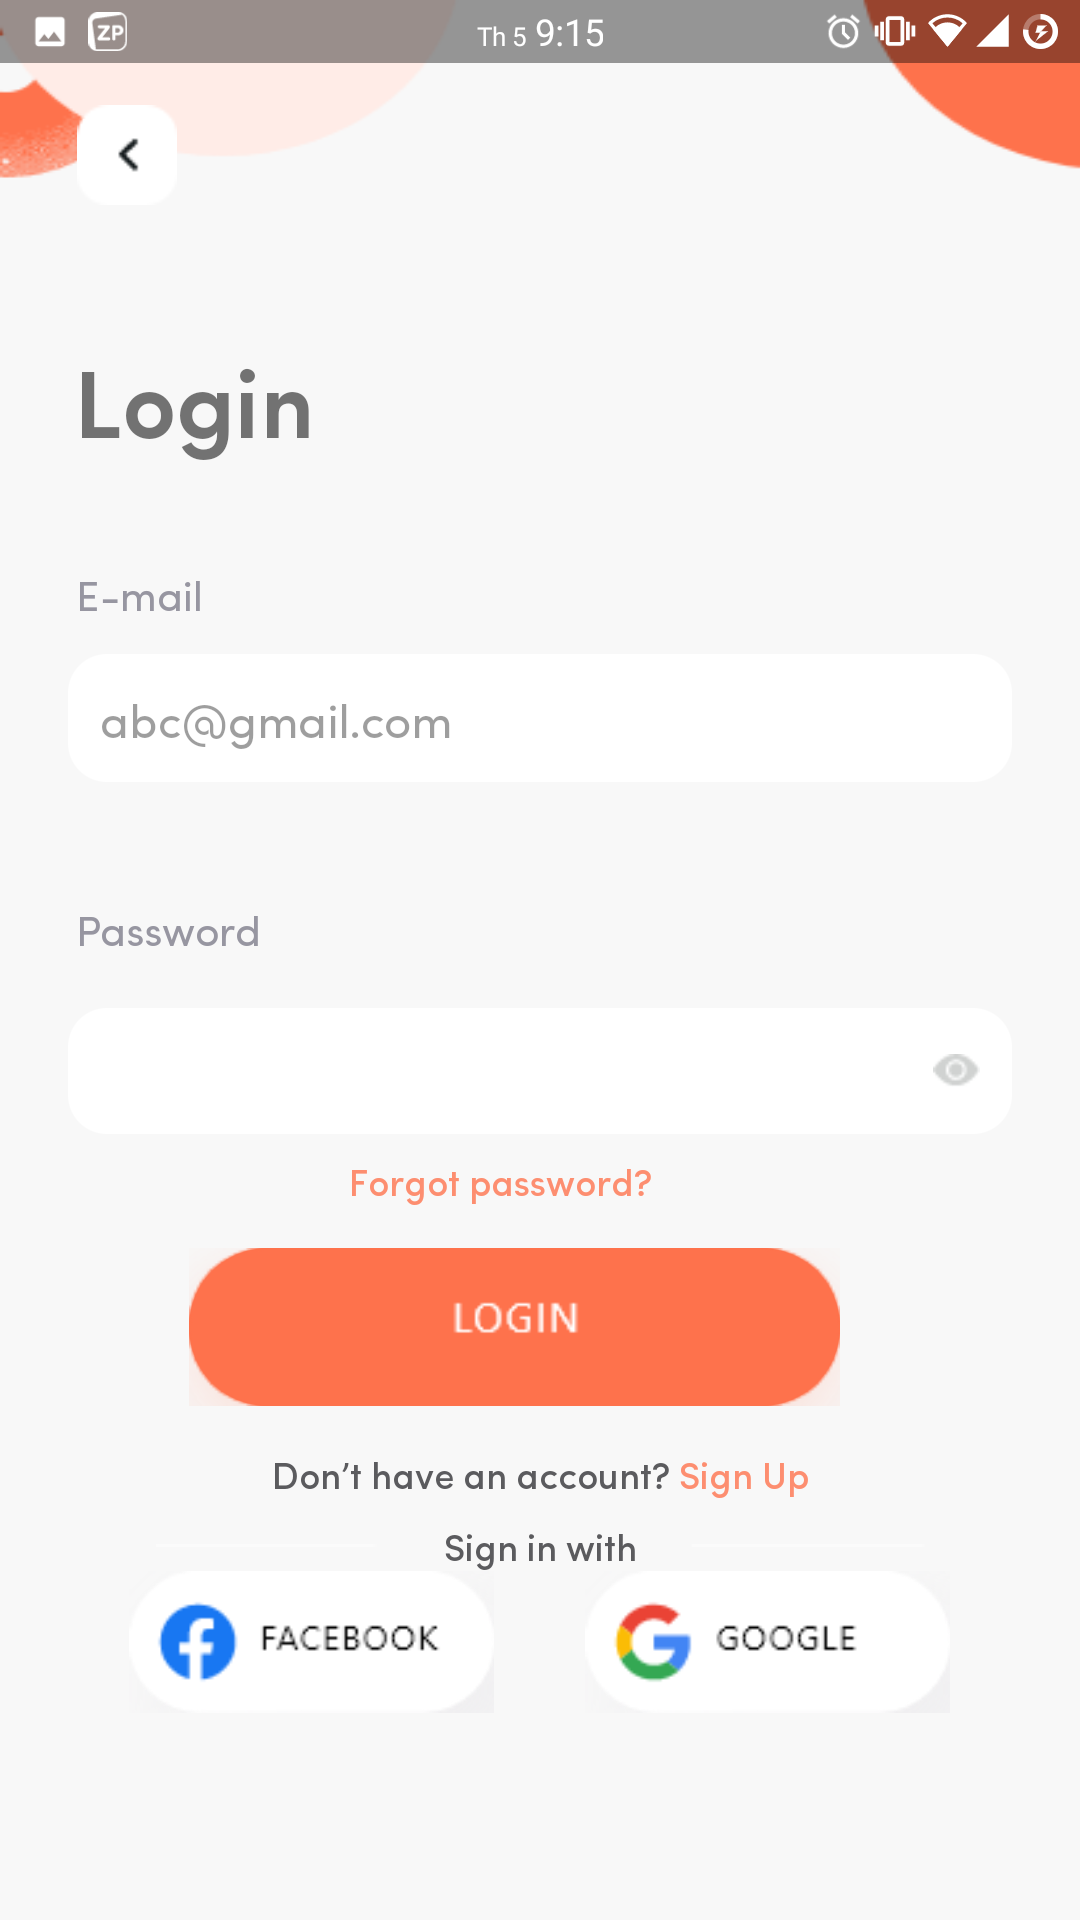 ZP Th 5 9:15
Login
E-mail
abc@gmail.com
Password
Forgot password?
LOGIN
Don't have an account? Sign Up
Sign in with
FACEBOOK GOOGLE